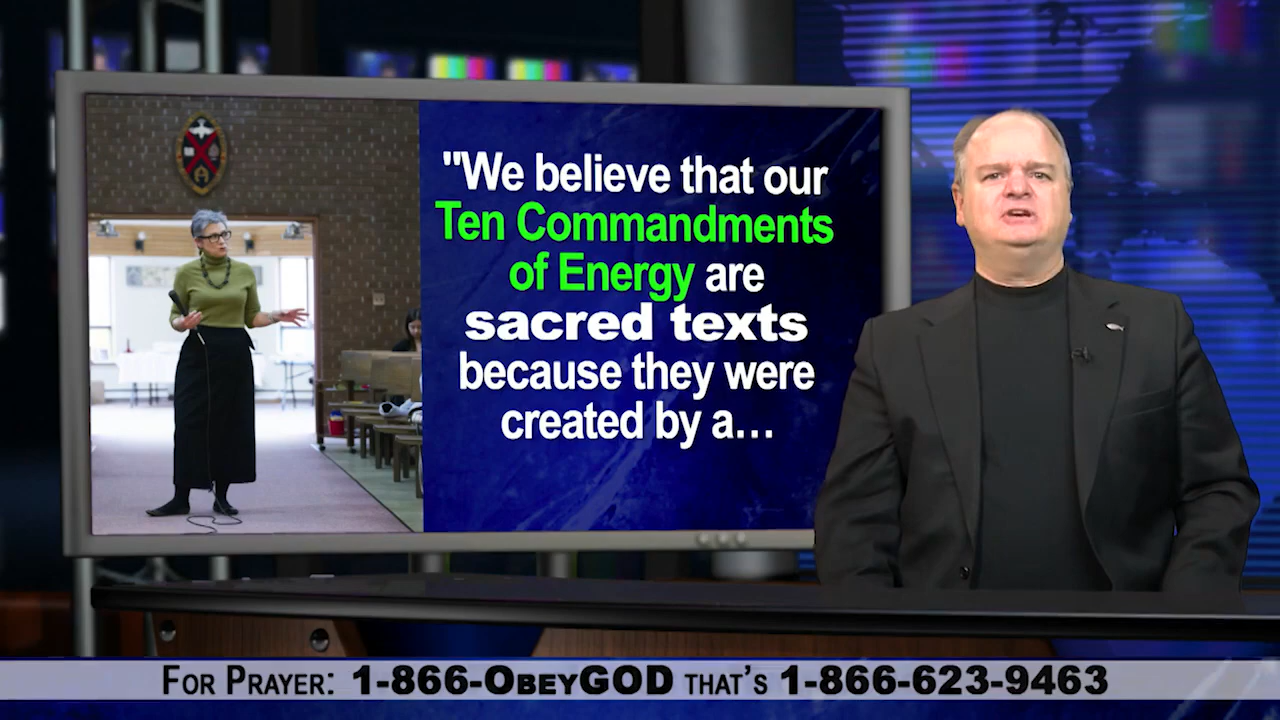 "We believe that our
Ten Commandments
of Energy are
sacred texts
because they were
created by a...
For Prayer: 1-866-ObeyGOD that's 1-866-623-9463